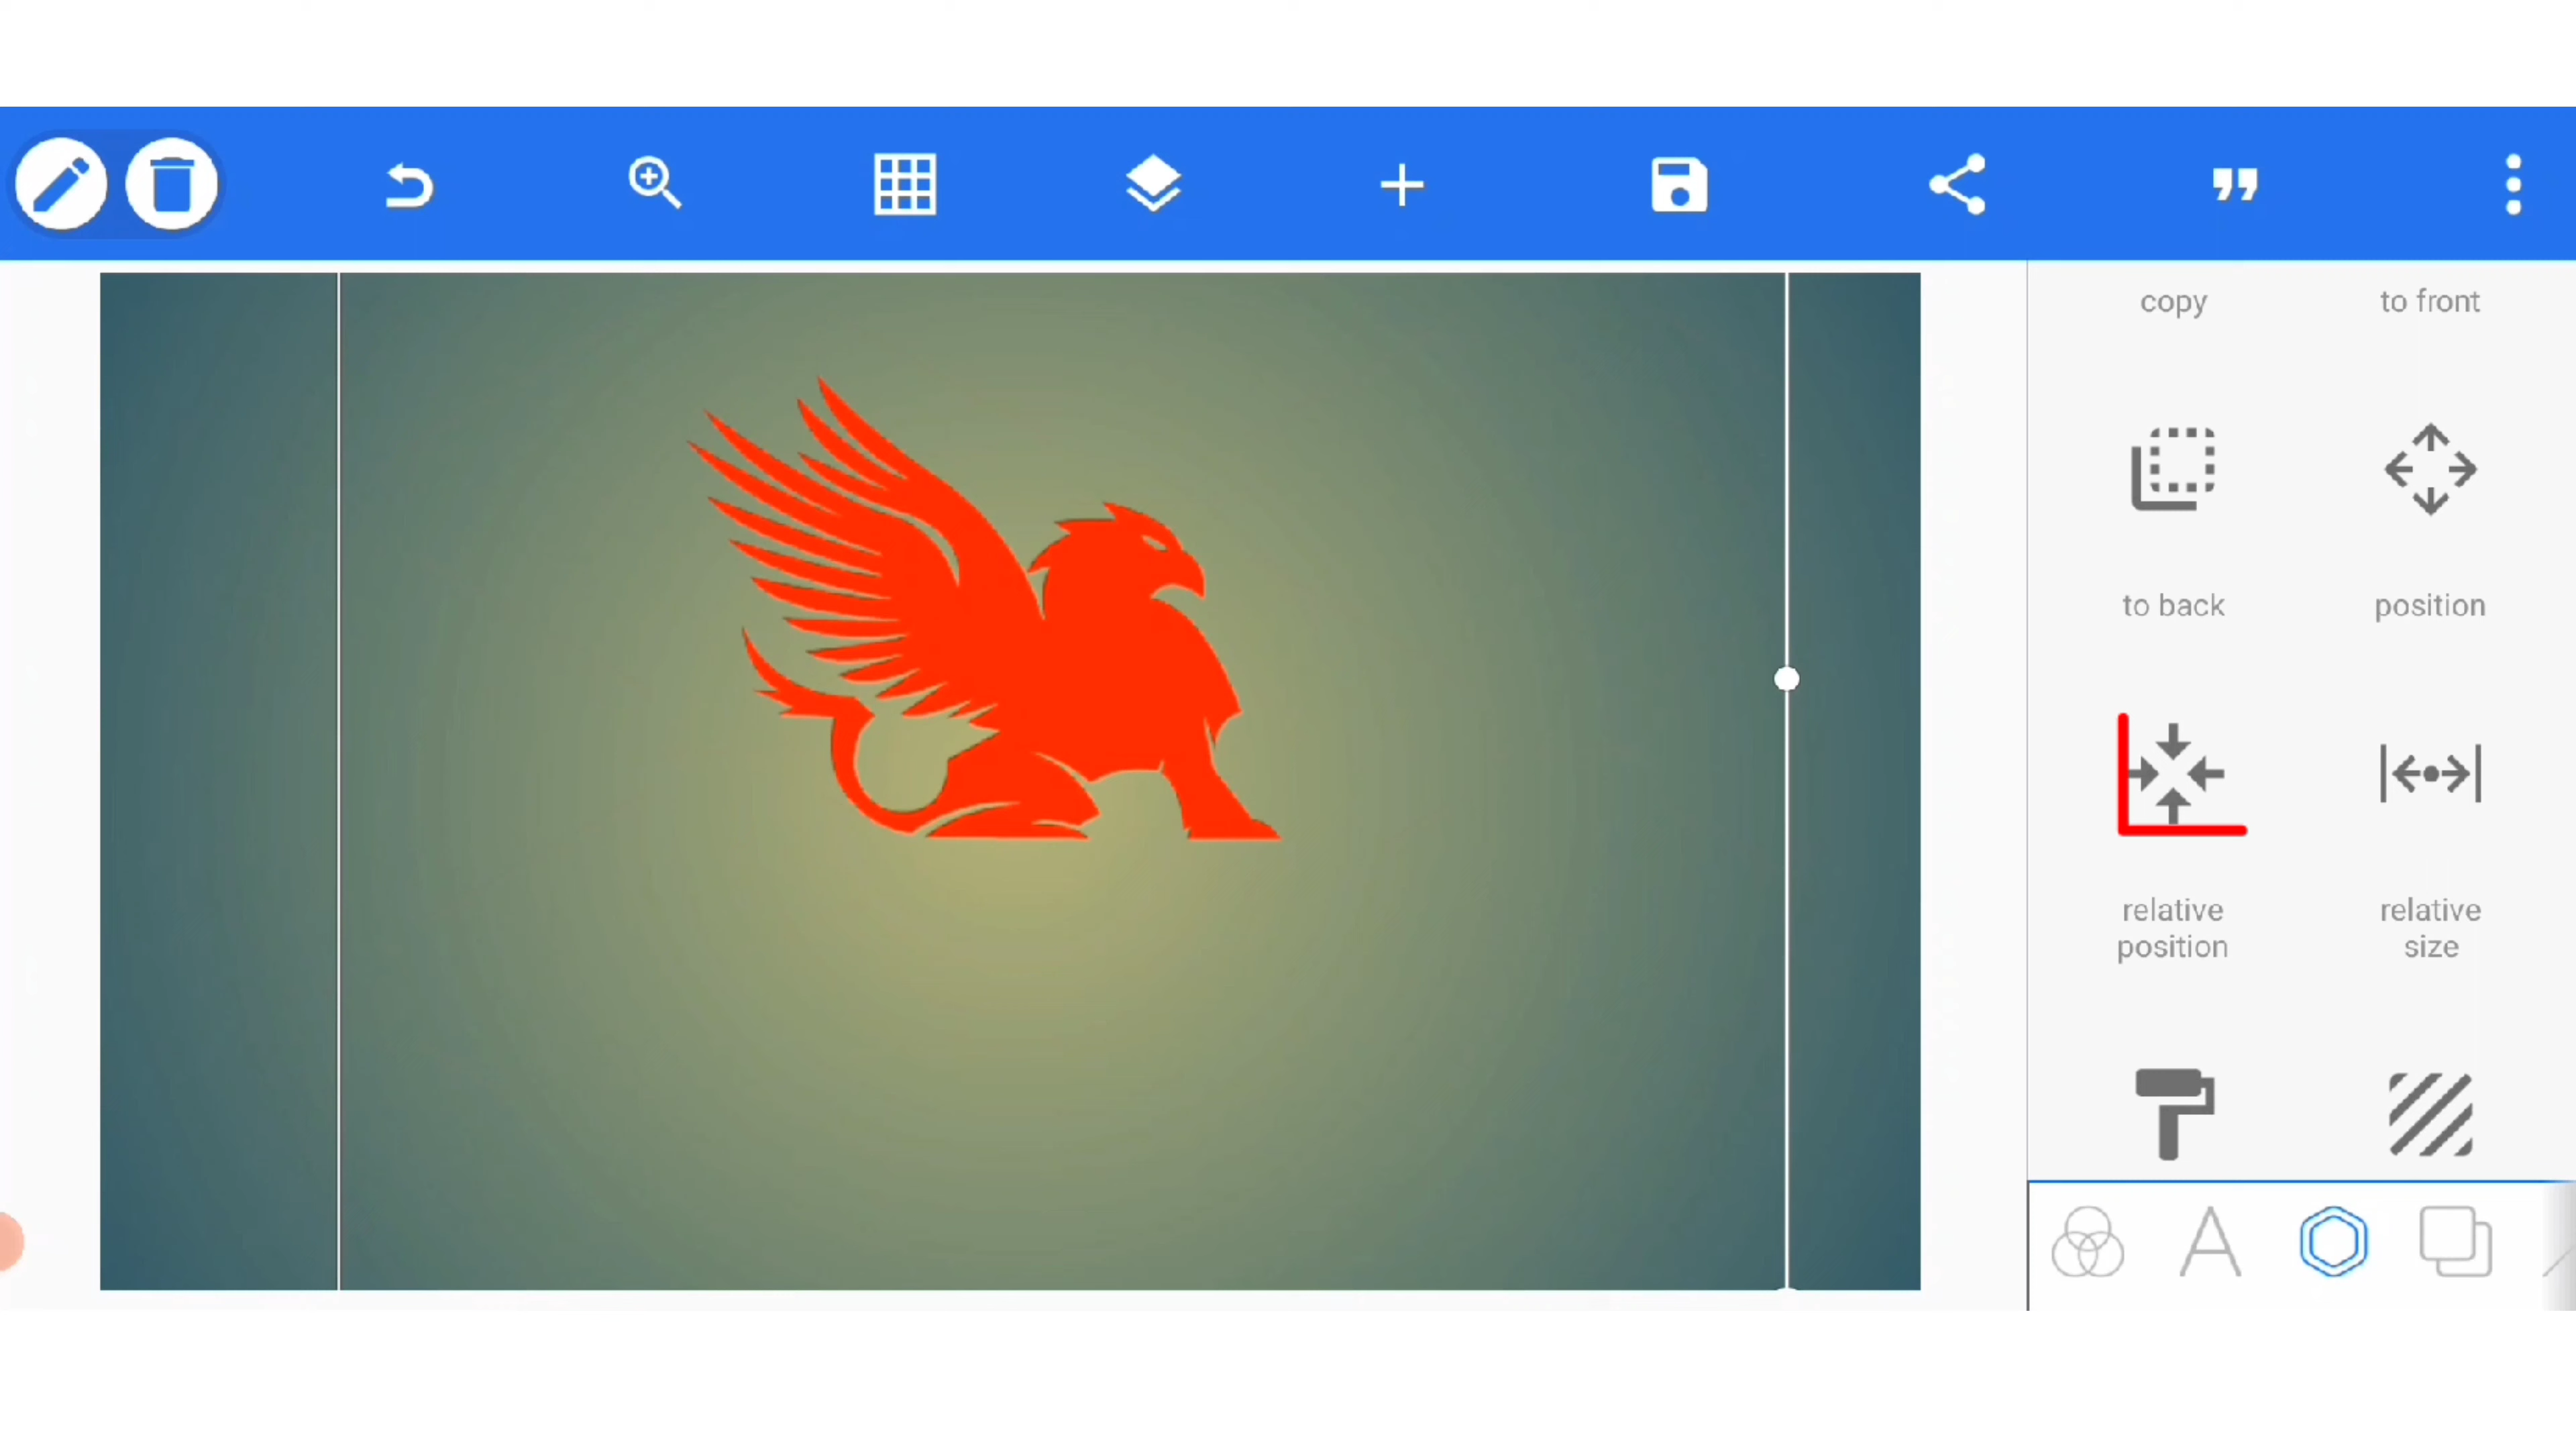 copy
to front
to back
position
relative
position
relative
size